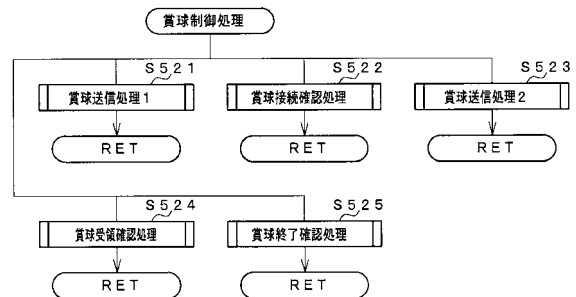 賞球制御処理
S521
S522
S523
賞球送信処理1
賞球接続確認処理
賞球送信処理2
RET
RET
RET
S524
S525
賞球受領確認処理
賞球終了確認処理
RET
RET